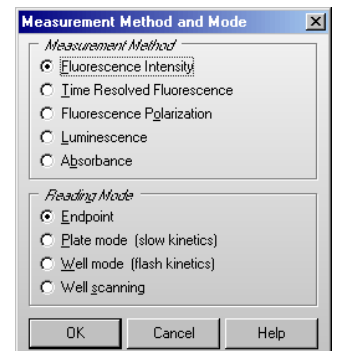 Measurement Method and Mode
Measurement Method
Fluorescence Intensity
Time Resolved Fluorescence
Fluorescence Polarization
Luminescence
Absorbance
Reading Mode
Endpoint
Plate mode (slow kinetics)
Well mode (flash kinetics)
Well scanning
OK Cancel Help